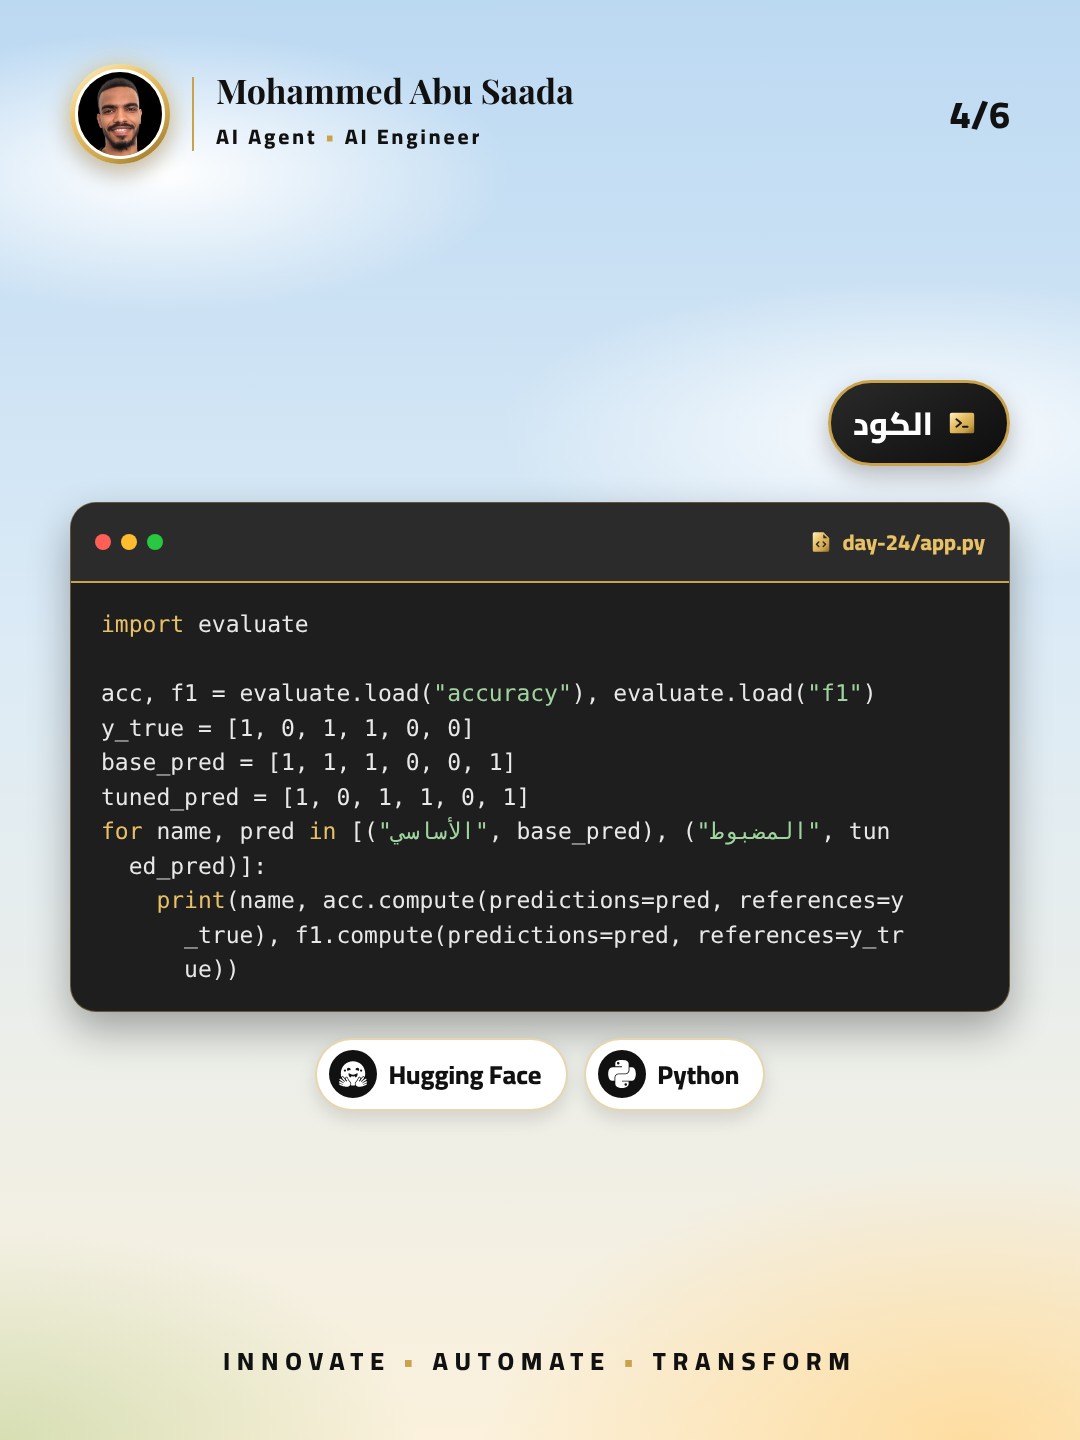 Mohammed Abu Saada
AI Agent ▪ AI Engineer
4/6
الكود
day-24/app.py
import evaluate
acc, f1 = evaluate.load("accuracy"), evaluate.load("f1")
y_true = [1, 0, 1, 1, 0, 0]
base_pred = [1, 1, 1, 0, 0, 1]
tuned_pred = [1, 0, 1, 1, 0, 1]
for name, pred in [("الأساسي", base_pred), ("المضبوط", tun
ed_pred)]:
print(name, acc.compute(predictions=pred, references=y
_true), f1.compute(predictions=pred, references=y_tr
ue))
Hugging Face
Python
INNOVATE ▪ AUTOMATE ▪ TRANSFORM